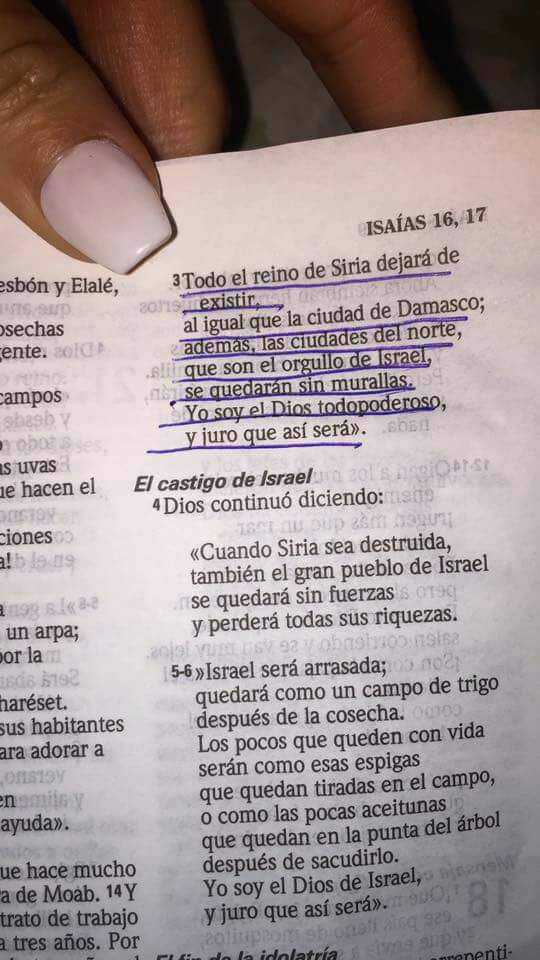 ISAÍAS 16, 17
esbón y Elalé,
osechas
gente.
campos
o
as uvas
ue hacen el
ciones
a!
a
un arpa;
por la
haréset.
sus habitantes
ara adorar a
en
ayuda».
ue hace mucho
a de Moab. 14 Y
trato de trabajo
a tres años. Por
3 Todo el reino de Siria dejará de
existir,
al igual que la ciudad de Damasco;
además, las ciudades del norte,
que son el orgullo de Israel,
se quedarán sin murallas.
Yo soy el Dios todopoderoso,
y juro que así será».
El castigo de Israel
4 Dios continuó diciendo:
«Cuando Siria sea destruida,
también el gran pueblo de Israel
se quedará sin fuerzas
y perderá todas sus riquezas.
5-6 »Israel será arrasada;
quedará como un campo de trigo
después de la cosecha.
Los pocos que queden con vida
serán como esas espigas
que quedan tiradas en el campo,
o como las pocas aceitunas
que quedan en la punta del árbol
después de sacudirlo.
Yo soy el Dios de Israel,
y juro que así será».
El fin de la idolatría